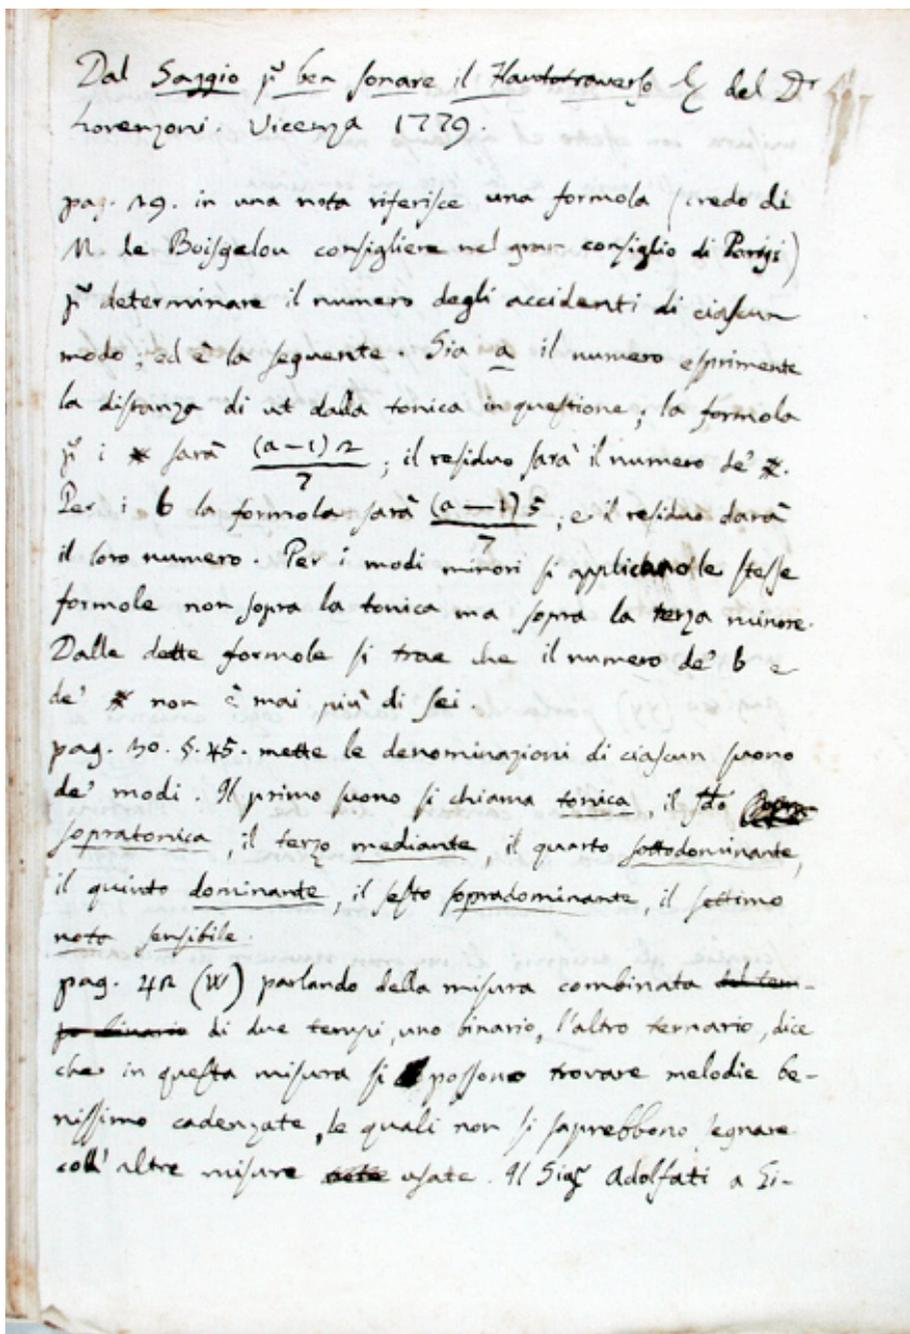 Dal Saggio p ben sonare il Flautotraverso &c del Dr
Lorenzoni. Vicenza 1779.
pag. 29. in una nota riferisce una formola (credo di
M. de Boisgelou consigliere nel gran consiglio di Parigi)
p determinare il numero degli accidenti di ciascun
modo; ed è la seguente. Sia a il numero esprimente
la distanza di ut dalla tonica in questione; la formola
p i # sarà (a-1)2/7; il residuo sarà il numero de' #.
Per i b la formola sarà (a-1)5/7; e il residuo darà
il loro numero. Per i modi minori si applicano le stesse
formole non sopra la tonica ma sopra la terza minore.
Dalle dette formole si trae che il numero de' b e
de' # non è mai più di sei.
pag. 30. §. 45. mette le denominazioni di ciascun suono
de' modi. Il primo suono si chiama tonica, il 2do
sopratonica, il terzo mediante, il quarto sottodominante,
il quinto dominante, il sesto sopradominante, il settimo
nota sensibile.
pag. 42 (W) parlando della misura combinata del tem-
po binario di due tempi, uno binario, l'altro ternario, dice
che in questa misura si possono trovare melodie be-
nissimo cadenzate, le quali non si saprebbono segnare
coll' altre misure usate. Il Sigr Adolfati a Gi-